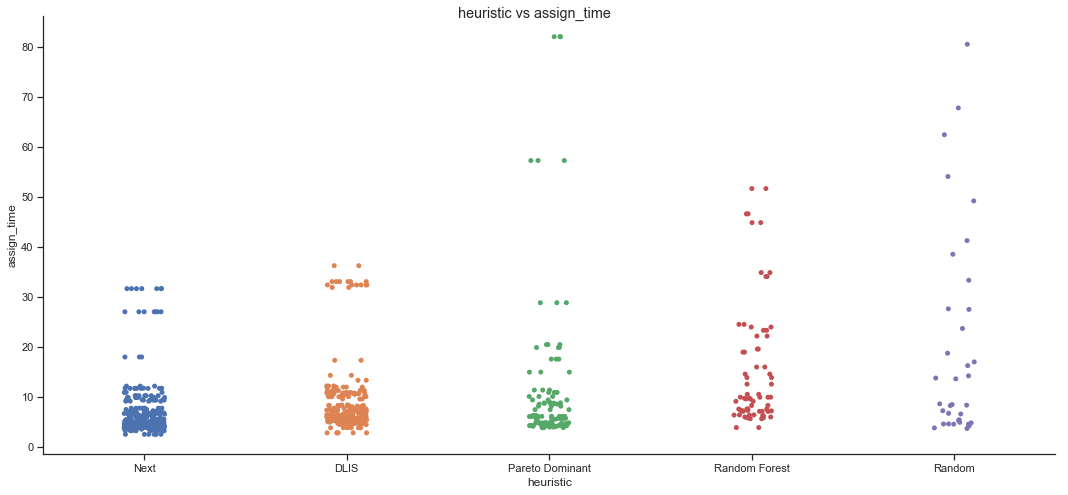 heuristic vs assign_time
80
70
60
50
40
30
20
10
0
assign_time
Next
DLIS
Pareto Dominant
Random Forest
Random
heuristic